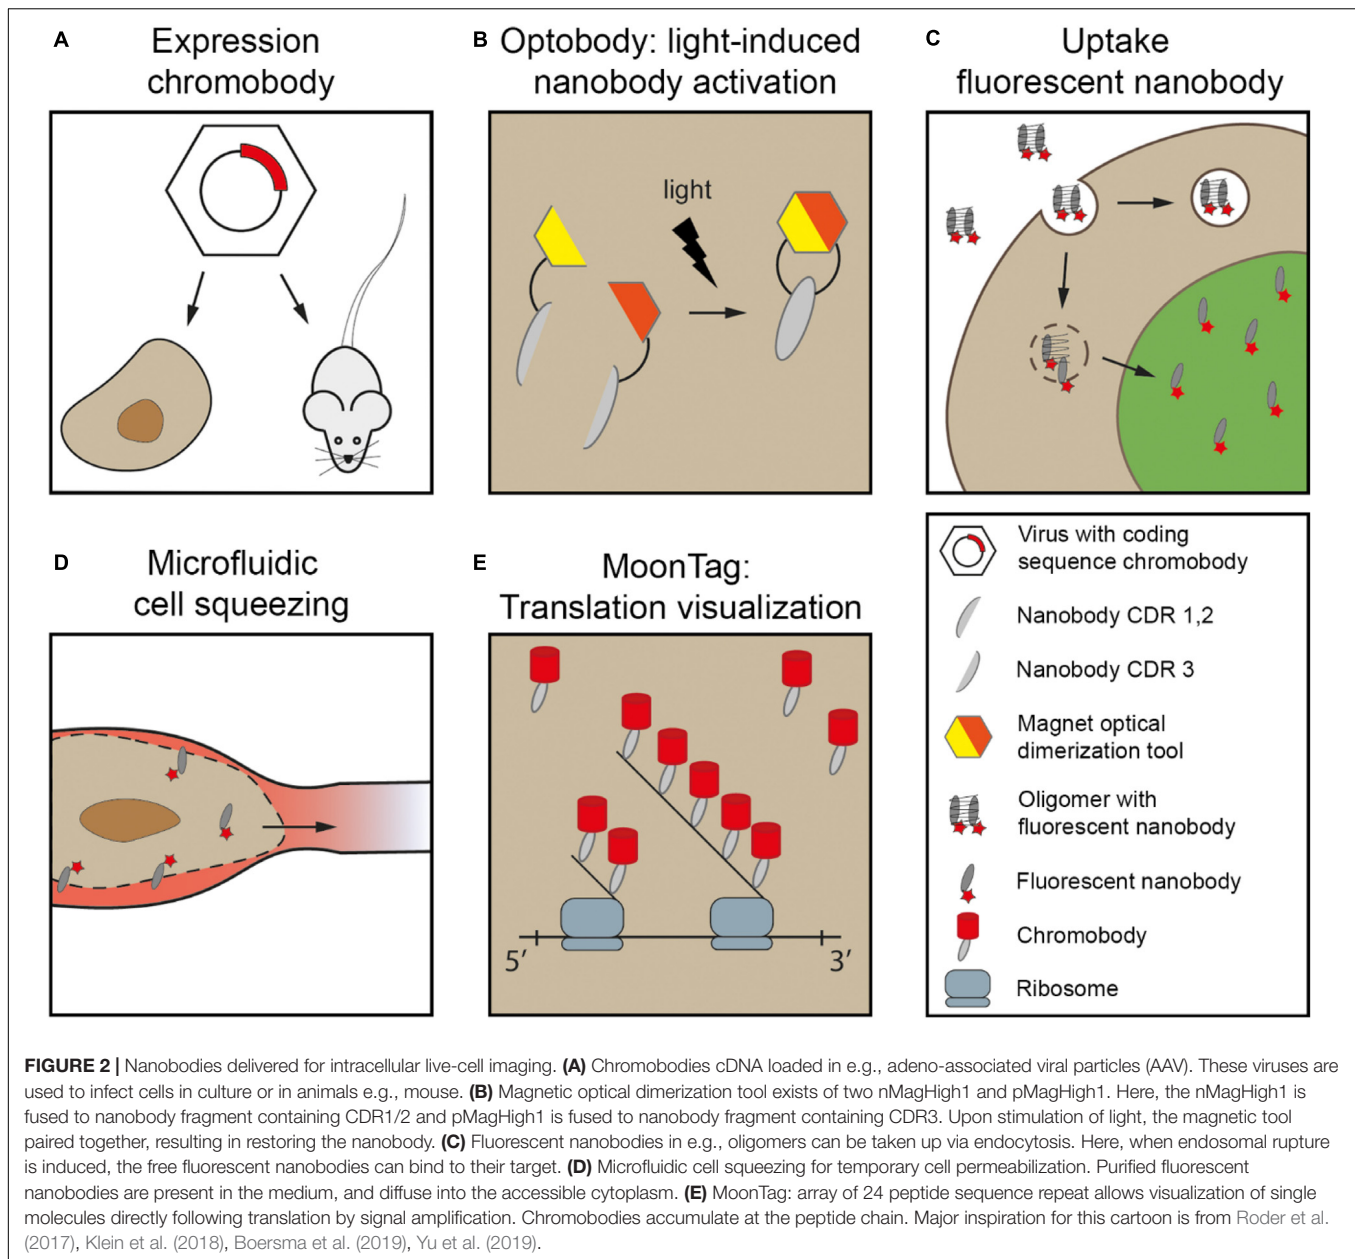 A Expression
chromobody
B Optobody: light-induced
nanobody activation
light
C Uptake
fluorescent nanobody
D Microfluidic
cell squeezing
E MoonTag:
Translation visualization
5′ 3′
Virus with coding
sequence chromobody
Nanobody CDR 1,2
Nanobody CDR 3
Magnet optical
dimerization tool
Oligomer with
fluorescent nanobody
Fluorescent nanobody
Chromobody
Ribosome
FIGURE 2 | Nanobodies delivered for intracellular live-cell imaging. (A) Chromobodies cDNA loaded in e.g., adeno-associated viral particles (AAV). These viruses are
used to infect cells in culture or in animals e.g., mouse. (B) Magnetic optical dimerization tool exists of two nMagHigh1 and pMagHigh1. Here, the nMagHigh1 is
fused to nanobody fragment containing CDR1/2 and pMagHigh1 is fused to nanobody fragment containing CDR3. Upon stimulation of light, the magnetic tool
paired together, resulting in restoring the nanobody. (C) Fluorescent nanobodies in e.g., oligomers can be taken up via endocytosis. Here, when endosomal rupture
is induced, the free fluorescent nanobodies can bind to their target. (D) Microfluidic cell squeezing for temporary cell permeabilization. Purified fluorescent
nanobodies are present in the medium, and diffuse into the accessible cytoplasm. (E) MoonTag: array of 24 peptide sequence repeat allows visualization of single
molecules directly following translation by signal amplification. Chromobodies accumulate at the peptide chain. Major inspiration for this cartoon is from Roder et al.
(2017), Klein et al. (2018), Boersma et al. (2019), Yu et al. (2019).